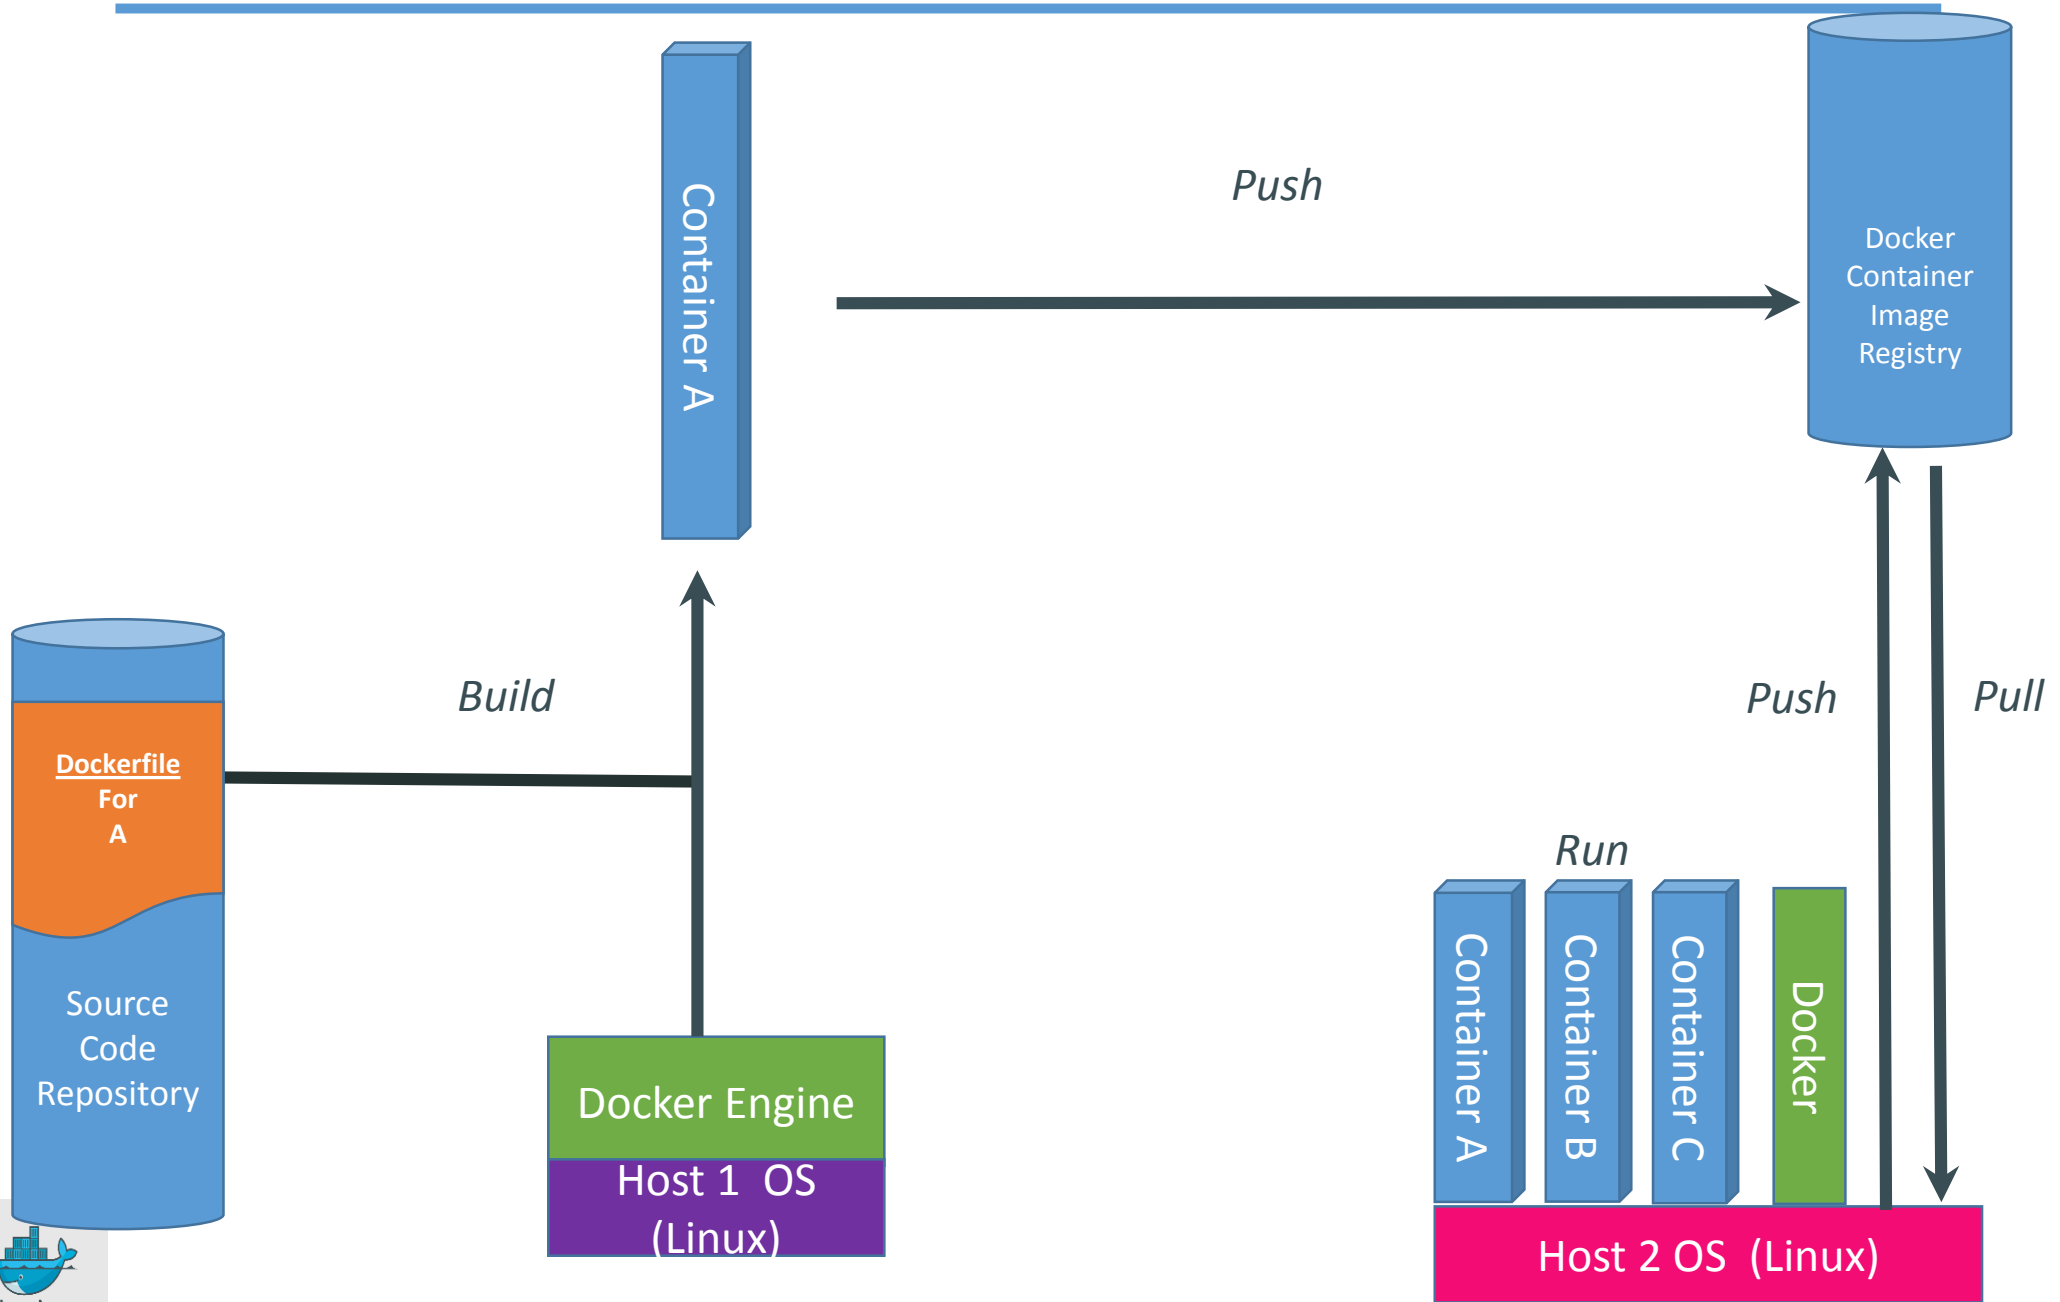 Container A
Push
Docker
Container
Image
Registry
Build
Push
Pull
Dockerfile
For
A
Source
Code
Repository
Docker Engine
Host 1 OS
(Linux)
Run
Container A
Container B
Container C
Docker
Host 2 OS (Linux)